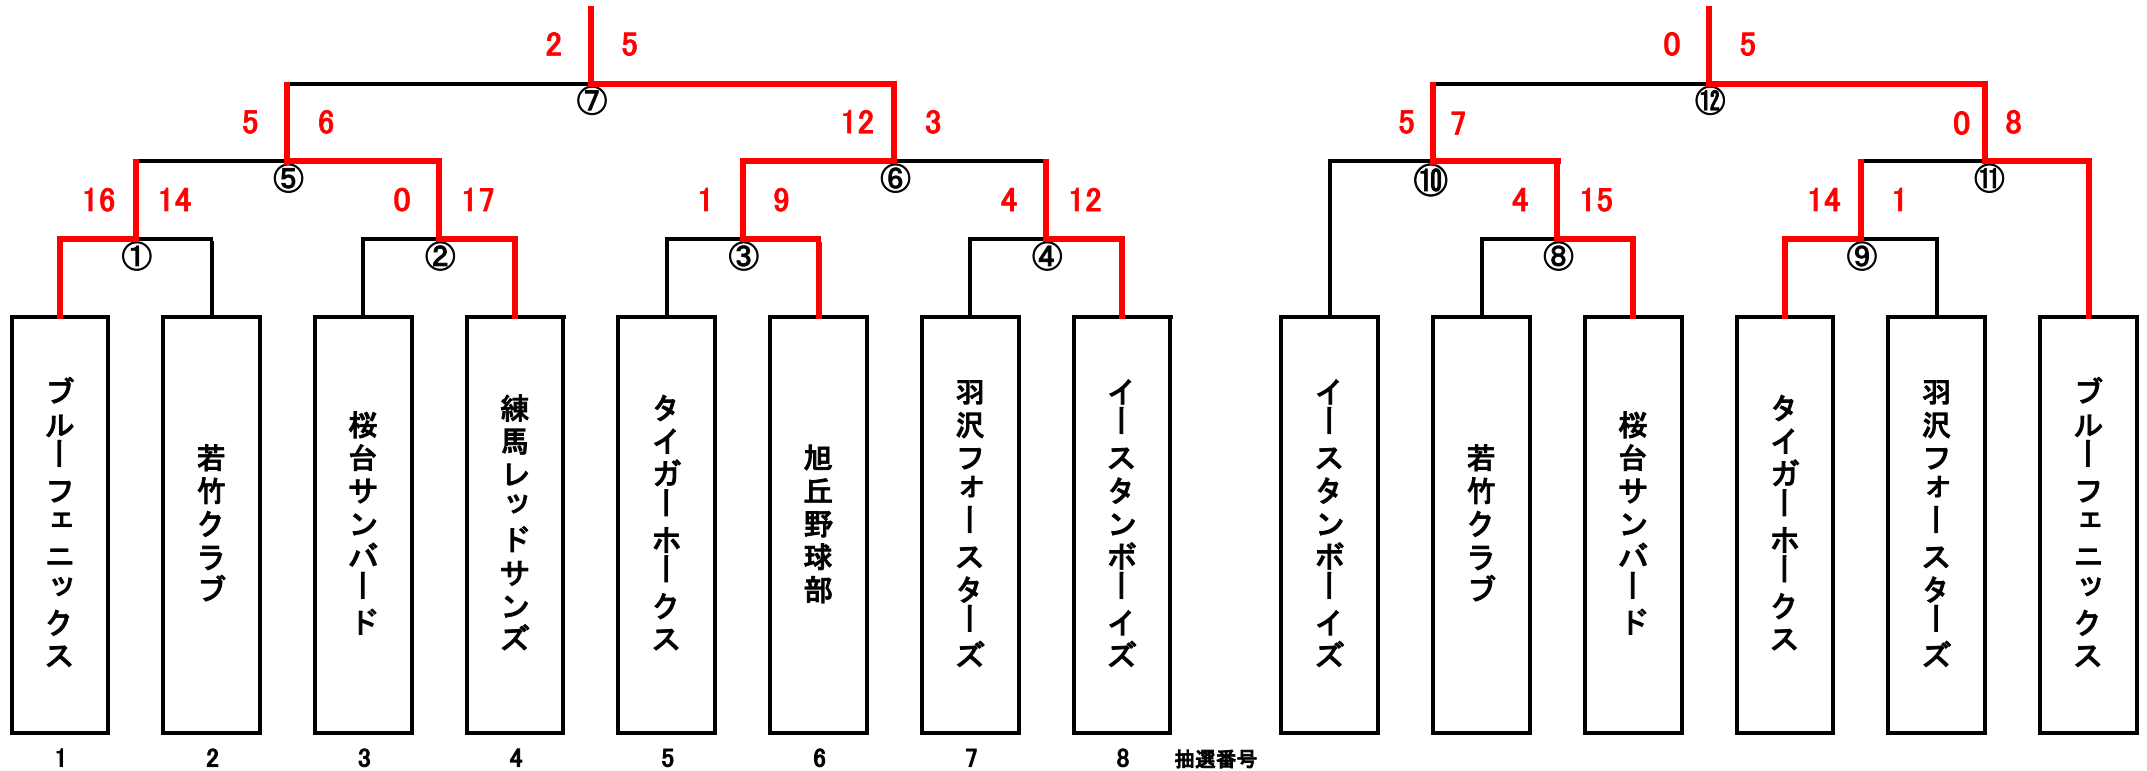 2 5 0 5
⑦ ⑫
5 6 12 3 5 7 0 8
⑤ ⑥ ⑩ ⑪
16 14 0 17 1 9 4 12 4 15 14 1
① ② ③ ④ ⑧ ⑨
ブルーフェニックス
若竹クラブ
桜台サンバード
練馬レッドサンズ
タイガーホークス
旭丘野球部
羽沢フォースターズ
イースタンボーイズ
イースタンボーイズ
若竹クラブ
桜台サンバード
タイガーホークス
羽沢フォースターズ
ブルーフェニックス
1 2 3 4 5 6 7 8 抽選番号